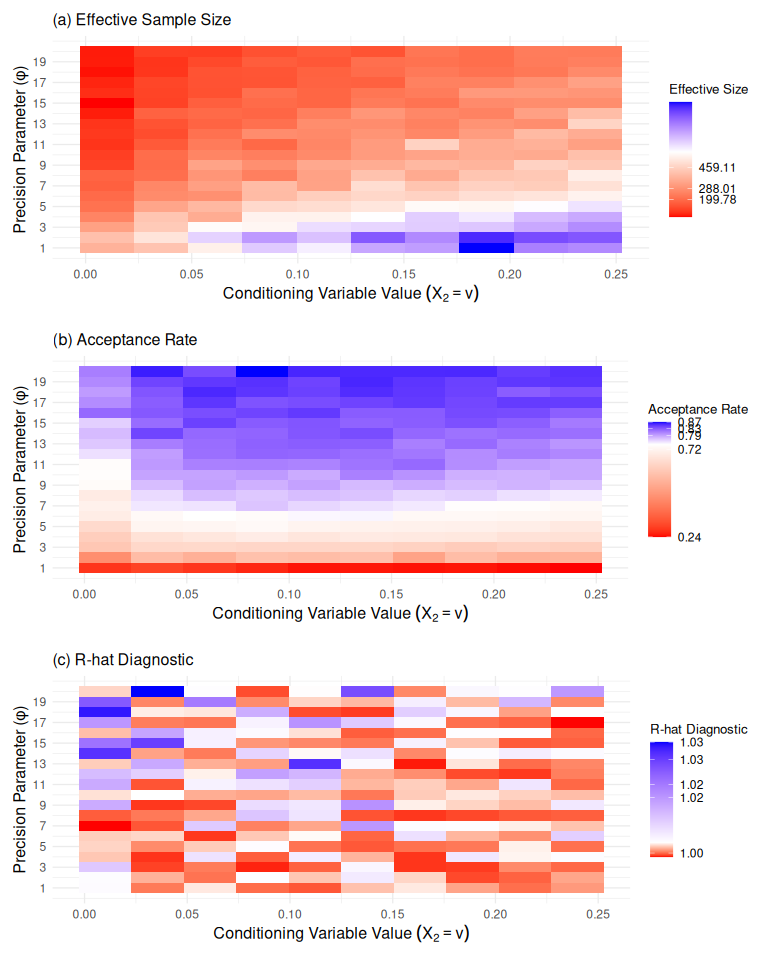 (a) Effective Sample Size
Precision Parameter (φ)
19
17
15
13
11
9
7
5
3
1
0.00 0.05 0.10 0.15 0.20 0.25
Conditioning Variable Value (X₂ = v)
Effective Size
459.11
288.01
199.78
(b) Acceptance Rate
Precision Parameter (φ)
19
17
15
13
11
9
7
5
3
1
0.00 0.05 0.10 0.15 0.20 0.25
Conditioning Variable Value (X₂ = v)
Acceptance Rate
0.87
0.83
0.79
0.72
0.24
(c) R-hat Diagnostic
Precision Parameter (φ)
19
17
15
13
11
9
7
5
3
1
0.00 0.05 0.10 0.15 0.20 0.25
Conditioning Variable Value (X₂ = v)
R-hat Diagnostic
1.03
1.03
1.02
1.02
1.00